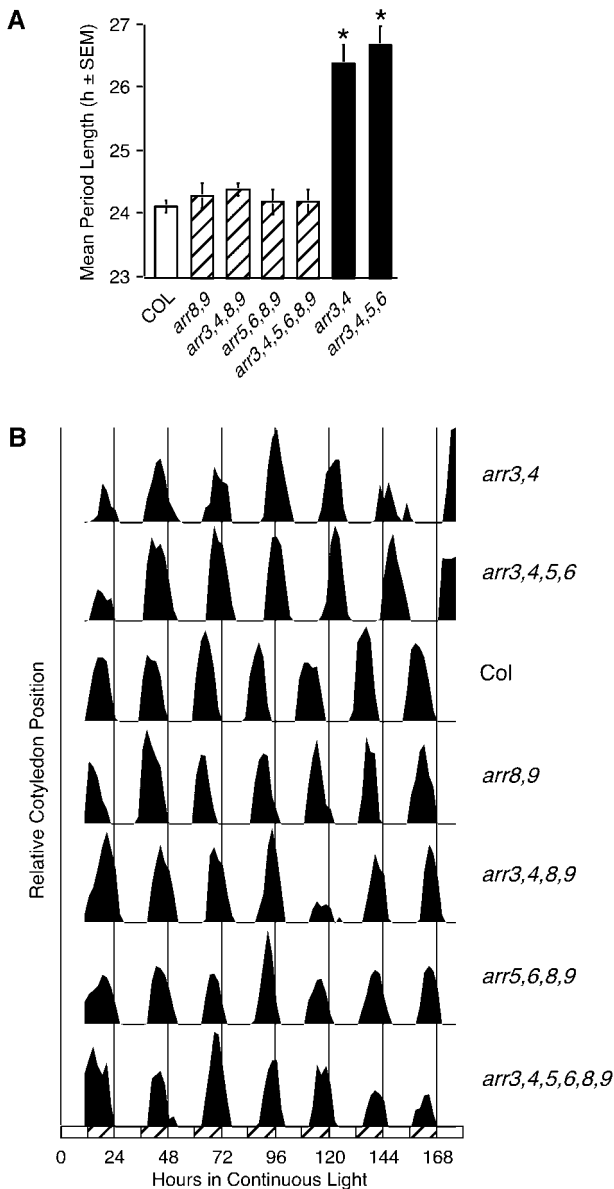 A
Mean Period Length (h ± SEM)
27
26
25
24
23
*
*
COL
arr8,9
arr3,4,8,9
arr5,6,8,9
arr3,4,5,6,8,9
arr3,4
arr3,4,5,6
B
Relative Cotyledon Position
arr3,4
arr3,4,5,6
Col
arr8,9
arr3,4,8,9
arr5,6,8,9
arr3,4,5,6,8,9
0 24 48 72 96 120 144 168
Hours in Continuous Light